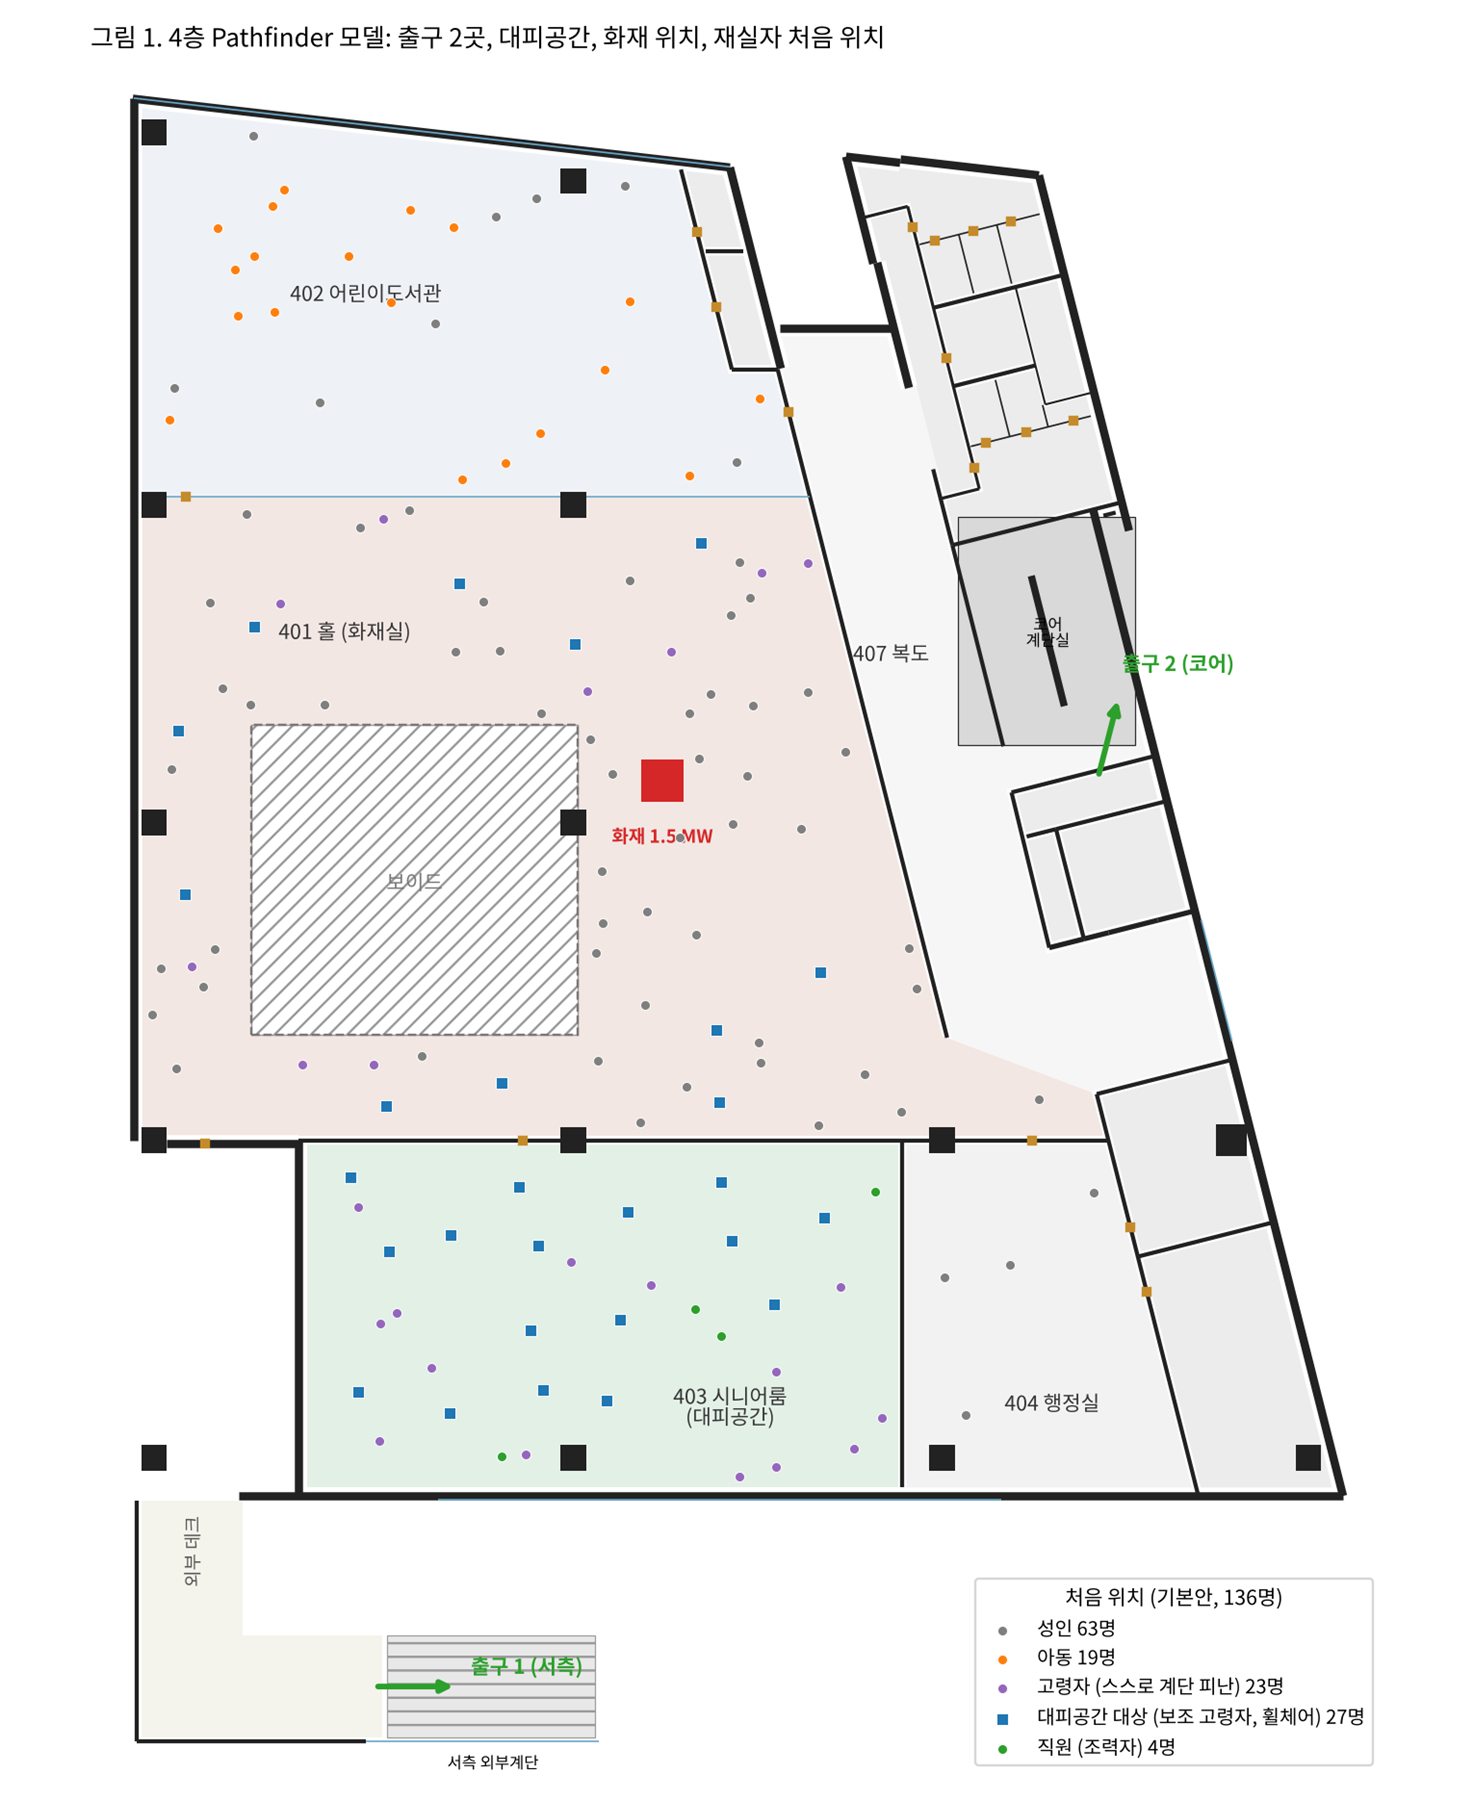 그림 1. 4층 Pathfinder 모델: 출구 2곳, 대피공간, 화재 위치, 재실자 처음 위치
402 어린이도서관
401 홀 (화재실)
407 복도
코어
계단실
출구 2 (코어)
화재 1.5 MW
보이드
403 시니어룸
(대피공간)
404 행정실
외부 데크
출구 1 (서측)
서측 외부계단
처음 위치 (기본안, 136명)
성인 63명
아동 19명
고령자 (스스로 계단 피난) 23명
대피공간 대상 (보조 고령자, 휠체어) 27명
직원 (조력자) 4명